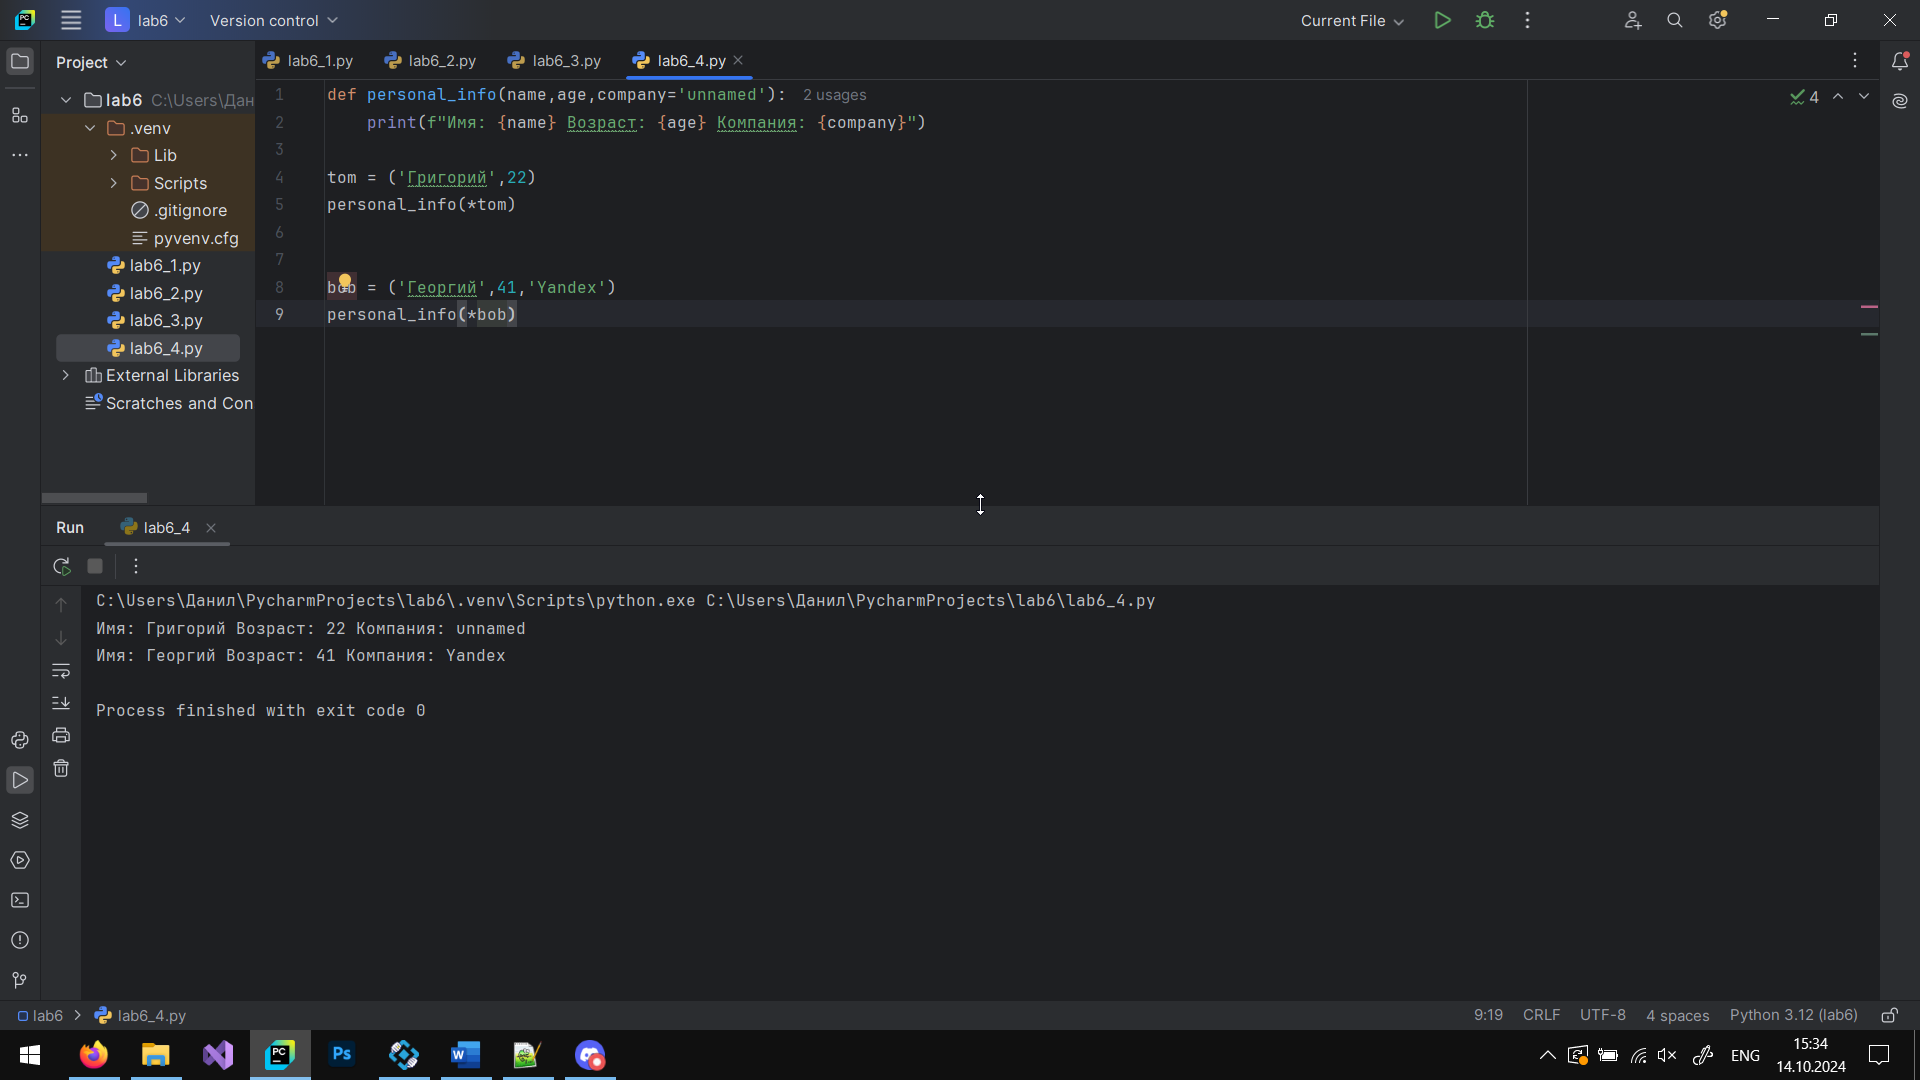 L lab6 Version control Current File
Project lab6_1.py lab6_2.py lab6_3.py lab6_4.py
lab6 C:\Users\Дан
.venv
Lib
Scripts
.gitignore
pyvenv.cfg
lab6_1.py
lab6_2.py
lab6_3.py
lab6_4.py
External Libraries
Scratches and Con
1 def personal_info(name,age,company='unnamed'): 2 usages
2 print(f"Имя: {name} Возраст: {age} Компания: {company}")
3
4 tom = ('Григорий',22)
5 personal_info(*tom)
6
7
8 bob = ('Георгий',41,'Yandex')
9 personal_info(*bob)
4
Run lab6_4
C:\Users\Данил\PycharmProjects\lab6\.venv\Scripts\python.exe C:\Users\Данил\PycharmProjects\lab6\lab6_4.py
Имя: Григорий Возраст: 22 Компания: unnamed
Имя: Георгий Возраст: 41 Компания: Yandex
Process finished with exit code 0
lab6 lab6_4.py 9:19 CRLF UTF-8 4 spaces Python 3.12 (lab6)
ENG 15:34
14.10.2024